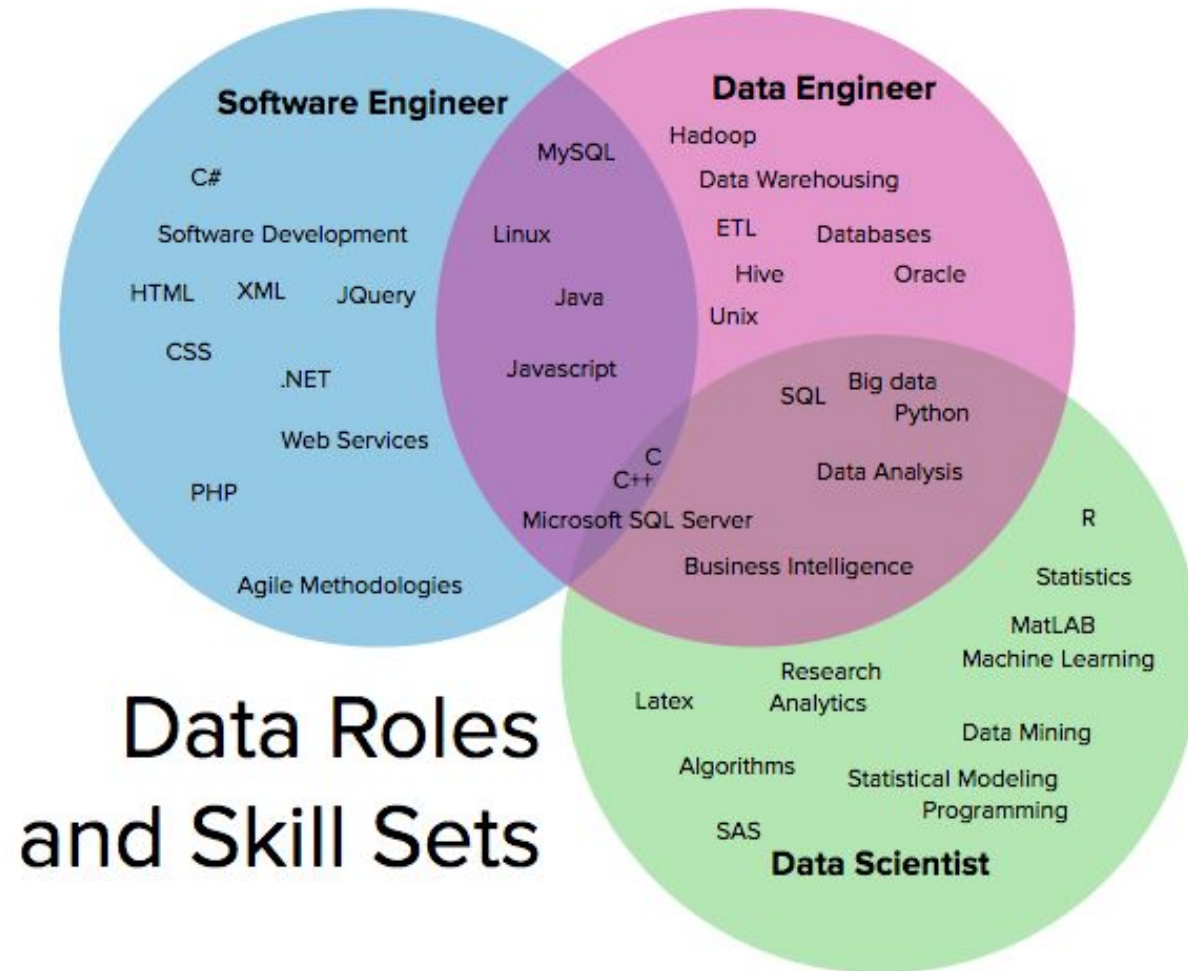 Software Engineer
C#
Software Development
HTML
XML
JQuery
CSS
.NET
Web Services
PHP
Agile Methodologies
MySQL
Linux
Java
Javascript
Data Engineer
Hadoop
Data Warehousing
ETL
Databases
Hive
Oracle
Unix
SQL
Big data
Python
Data Analysis
C
C++
Microsoft SQL Server
Business Intelligence
R
Statistics
MatLAB
Machine Learning
Research
Analytics
Latex
Data Mining
Algorithms
Statistical Modeling
Programming
SAS
Data Scientist
Data Roles
and Skill Sets